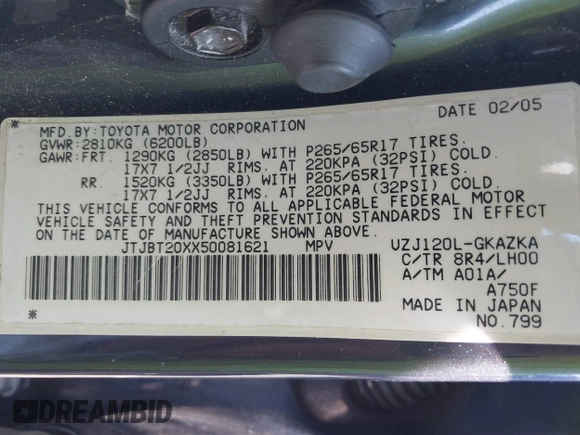 DATE 02/05
MFD.BY:TOYOTA MOTOR CORPORATION
GVWR:2810KG (6200LB)
GAWR:FRT. 1290KG (2850LB) WITH P265/65R17 TIRES.
17X7 1/2JJ RIMS. AT 220KPA (32PSI) COLD.
RR. 1520KG (3350LB) WITH P265/65R17 TIRES.
17X7 1/2JJ RIMS. AT 220KPA (32PSI) COLD.
THIS VEHICLE CONFORMS TO ALL APPLICABLE FEDERAL MOTOR
VEHICLE SAFETY AND THEFT PREVENTION STANDARDS IN EFFECT
ON THE DATE OF MANUFACTURE SHOWN ABOVE.
JTJBT20XX50081621 MPV UZJ120L-GKAZKA
C/TR 8R4/LH00
A/TM A01A/
A750F
MADE IN JAPAN
NO.799
DREAMBID